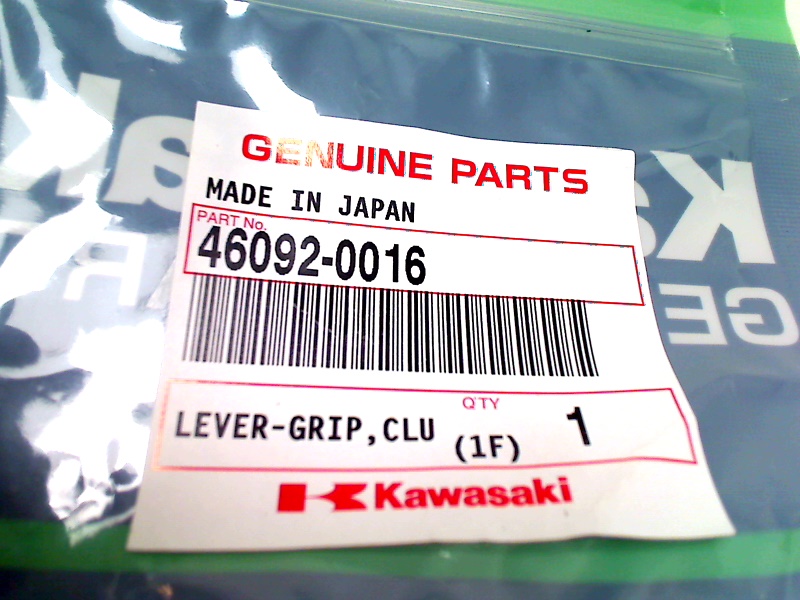 GENUINE PARTS
MADE IN JAPAN
PART No.
46092-0016
QTY
LEVER-GRIP,CLU (1F) 1
Kawasaki